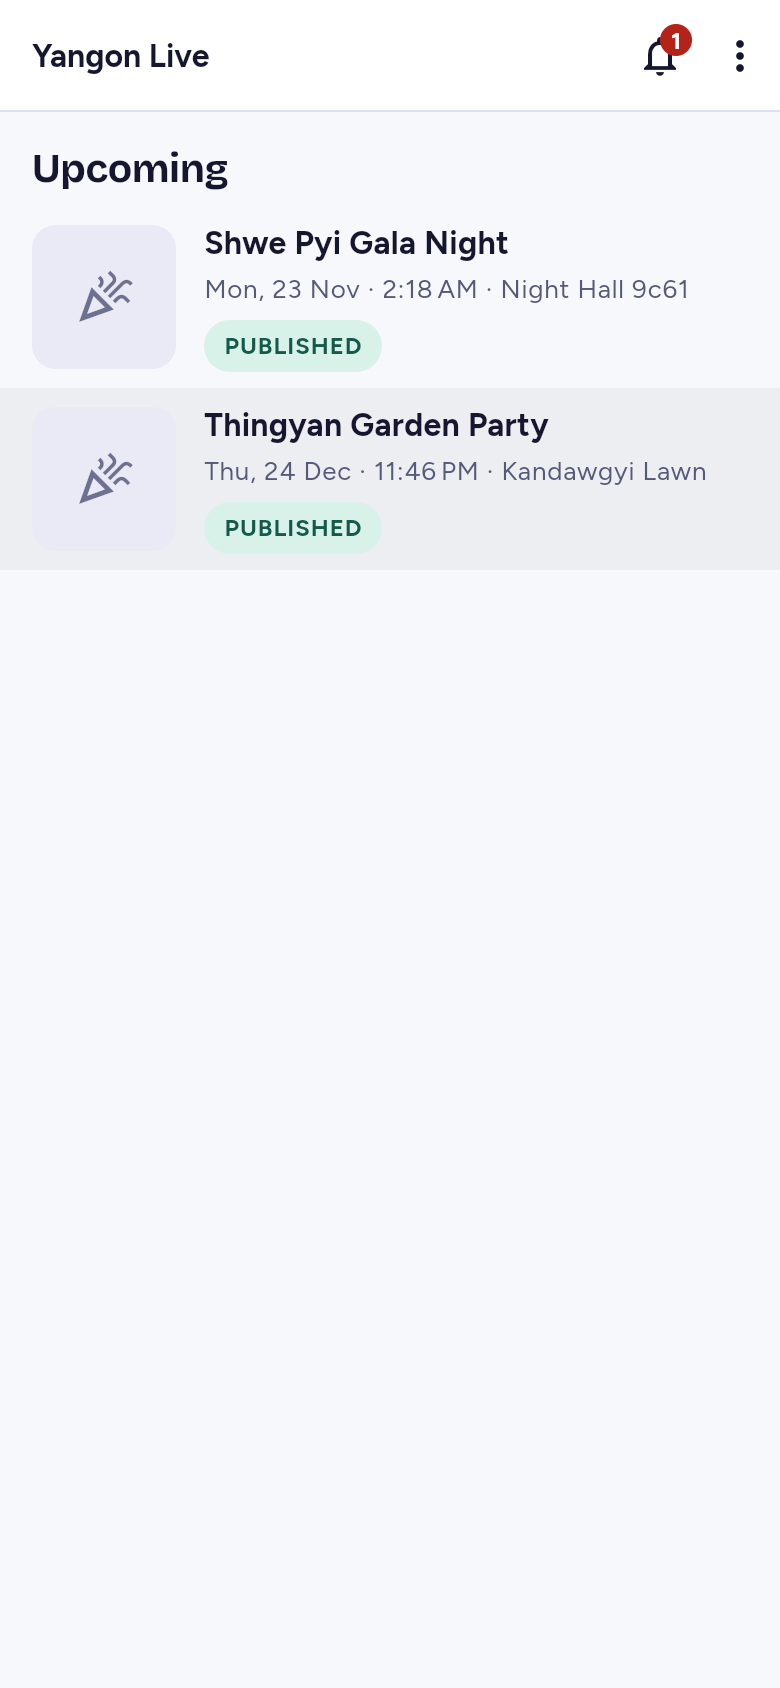 Yangon Live
1
Upcoming
Shwe Pyi Gala Night
Mon, 23 Nov · 2:18 AM · Night Hall 9c61
PUBLISHED
Thingyan Garden Party
Thu, 24 Dec · 11:46 PM · Kandawgyi Lawn
PUBLISHED